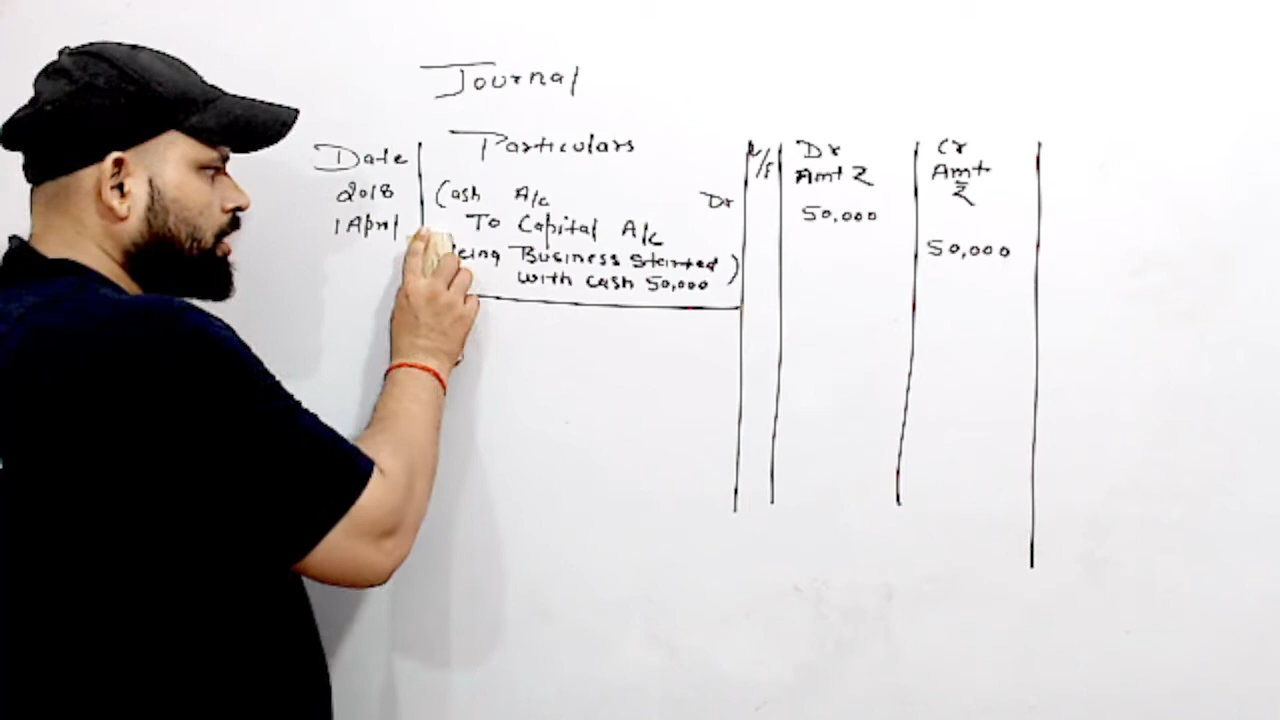 Journal
Date Particulars L/F Dr Amt ₹ Cr Amt ₹
2018 Cash A/c Dr 50,000
1 April To Capital A/c 50,000
Being Business Started
with cash 50,000)